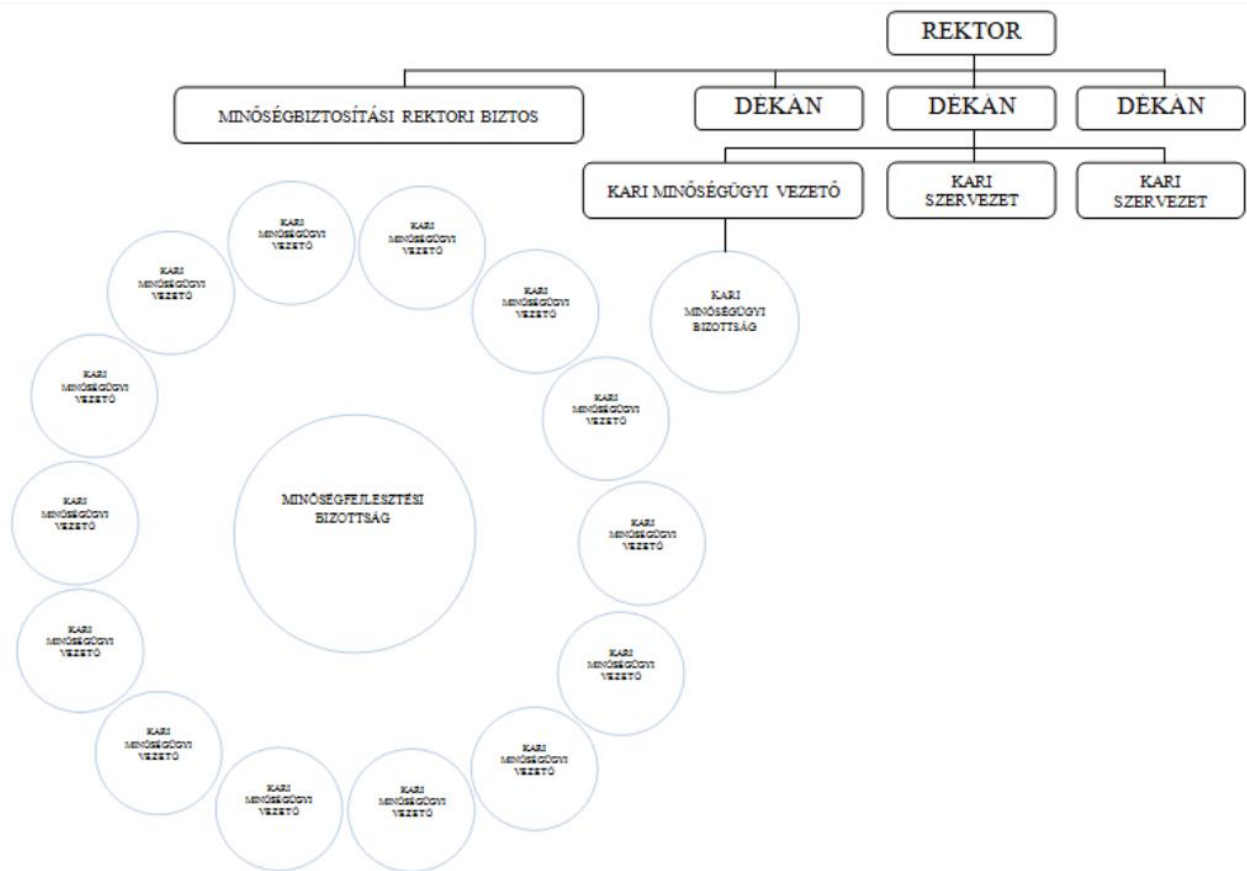 REKTOR
MINŐSÉGBIZTOSÍTÁSI REKTORI BIZTOS
DÉKÁN
DÉKÁN
DÉKÁN
KARI MINŐSÉGÜGYI VEZETŐ
KARI
SZERVEZET
KARI
SZERVEZET
KARI
MINŐSÉGÜGYI
VEZETŐ
KARI
MINŐSÉGÜGYI
VEZETŐ
KARI
MINŐSÉGÜGYI
VEZETŐ
KARI
MINŐSÉGÜGYI
VEZETŐ
KARI
MINŐSÉGÜGYI
BIZOTTSÁG
KARI
MINŐSÉGÜGYI
VEZETŐ
KARI
MINŐSÉGÜGYI
VEZETŐ
MINŐSÉGFEJLESZTÉSI
BIZOTTSÁG
KARI
MINŐSÉGÜGYI
VEZETŐ
KARI
MINŐSÉGÜGYI
VEZETŐ
KARI
MINŐSÉGÜGYI
VEZETŐ
KARI
MINŐSÉGÜGYI
VEZETŐ
KARI
MINŐSÉGÜGYI
VEZETŐ
KARI
MINŐSÉGÜGYI
VEZETŐ
KARI
MINŐSÉGÜGYI
VEZETŐ
KARI
MINŐSÉGÜGYI
VEZETŐ